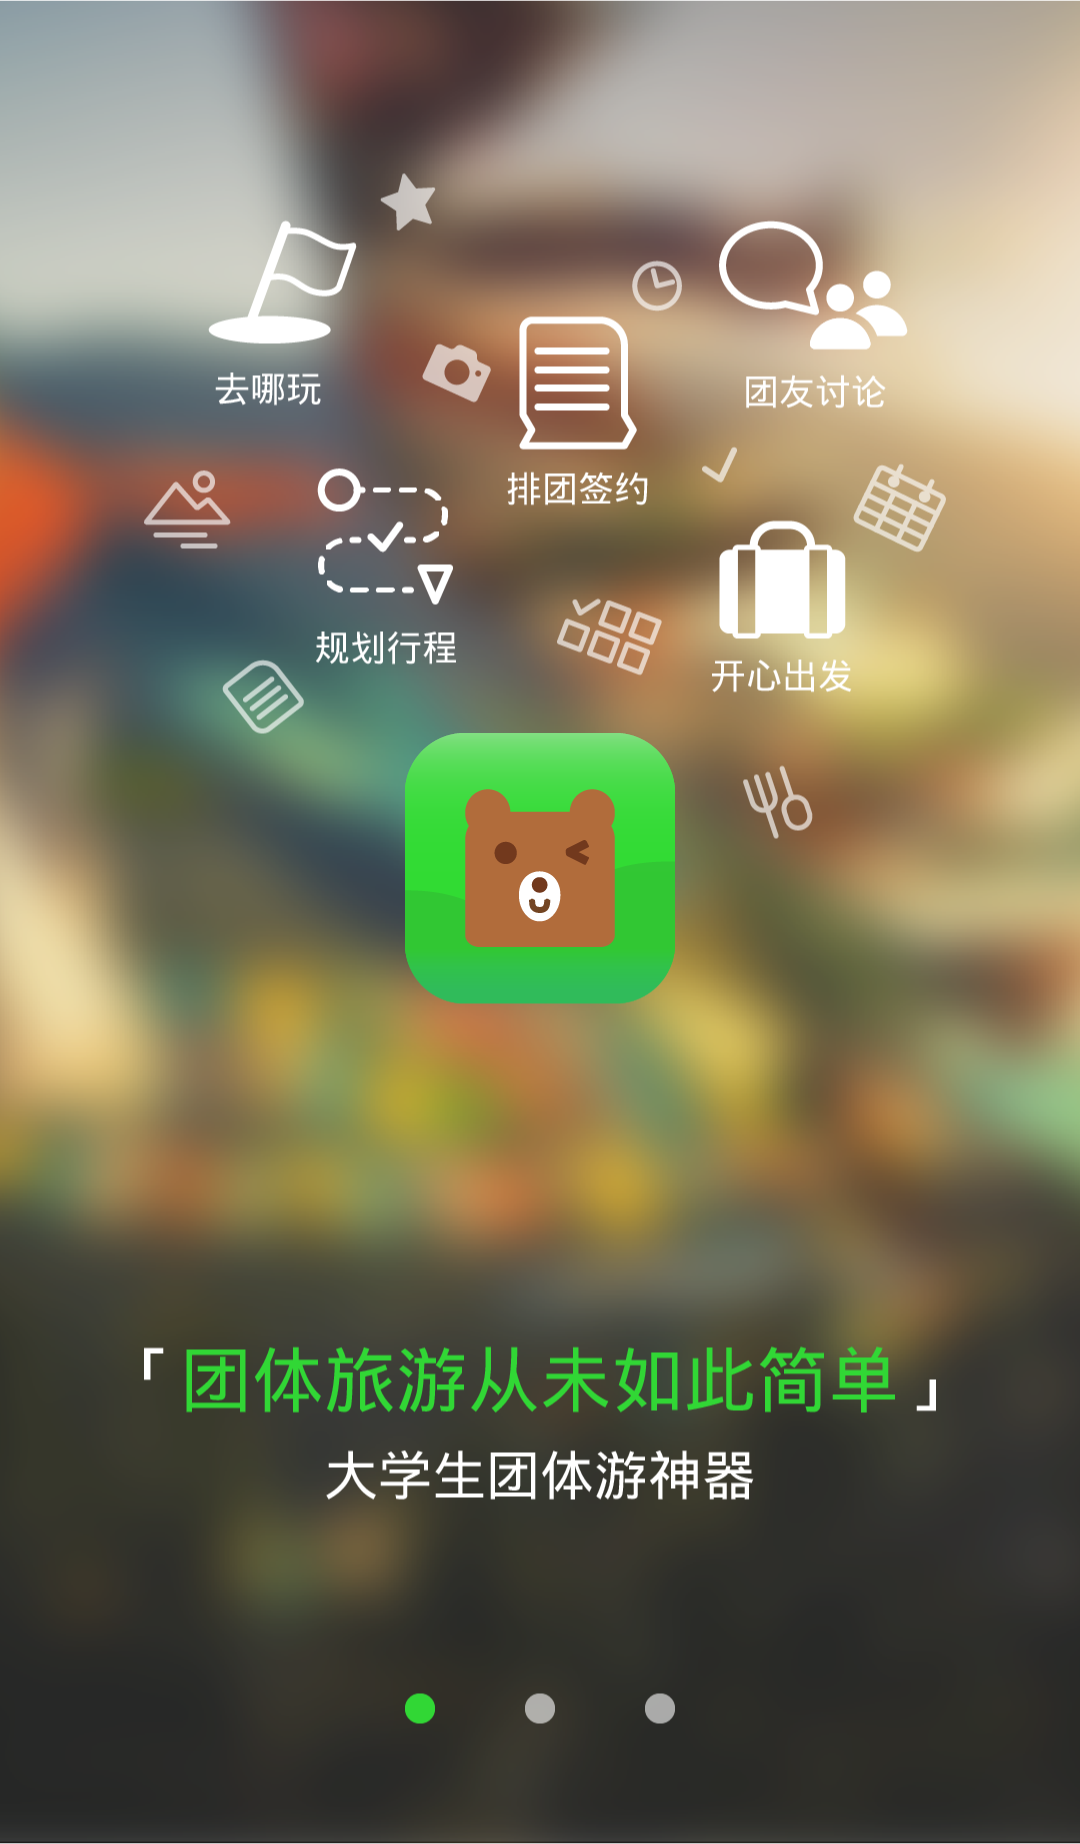 去哪玩
团友讨论
排团签约
规划行程
开心出发
「团体旅游从未如此简单」
大学生团体游神器